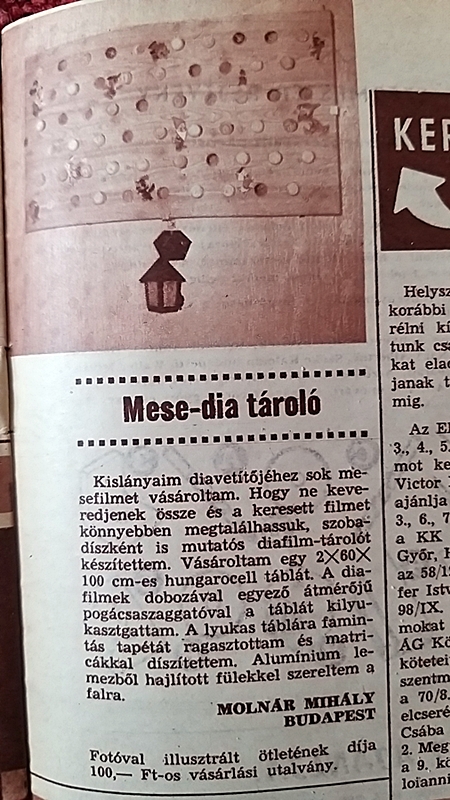 Mese-dia tároló
Kislányaim diavetítőjéhez sok me-
sefilmet vásároltam. Hogy ne keve-
redjenek össze és a keresett filmet
könnyebben megtalálhassuk, szoba-
díszként is mutatós diafilm-tárolót
készítettem. Vásároltam egy 2×60×
100 cm-es hungarocell táblát. A dia-
filmek dobozával egyező átmérőjű
pogácsaszaggatóval a táblát kilyu-
kasztgattam. A lyukas táblára famin-
tás tapétát ragasztottam és matri-
cákkal díszítettem. Alumínium le-
mezből hajlított fülekkel szereltem a
falra.
MOLNÁR MIHÁLY
BUDAPEST
Fotóval illusztrált ötletének díja
100,— Ft-os vásárlási utalvány.
KER
Helysz
korábbi
rélni kí
tunk csa
kat elad
janak t
mig.
Az El
3., 4., 5.
mot ke
Victor
ajánlja
3., 6., 7
a KK
Győr, H
az 58/19
fer Istv
98/IX.
mokat
ÁG Kö
kötetei
szentm
a 70/8.
elcseré
Csaba
2. Meg
a 9. kö
loianni